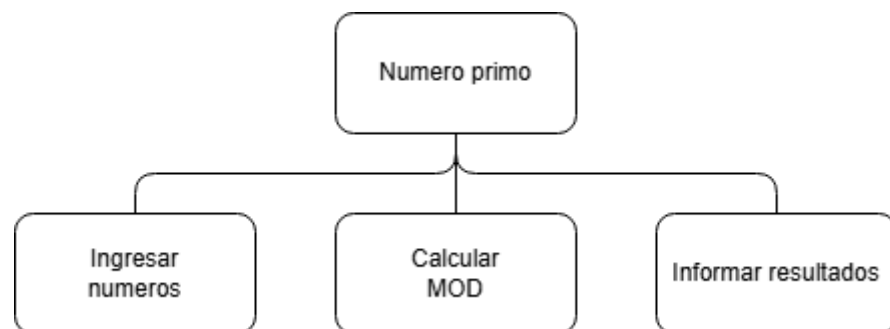 Numero primo
Ingresar
numeros
Calcular
MOD
Informar resultados